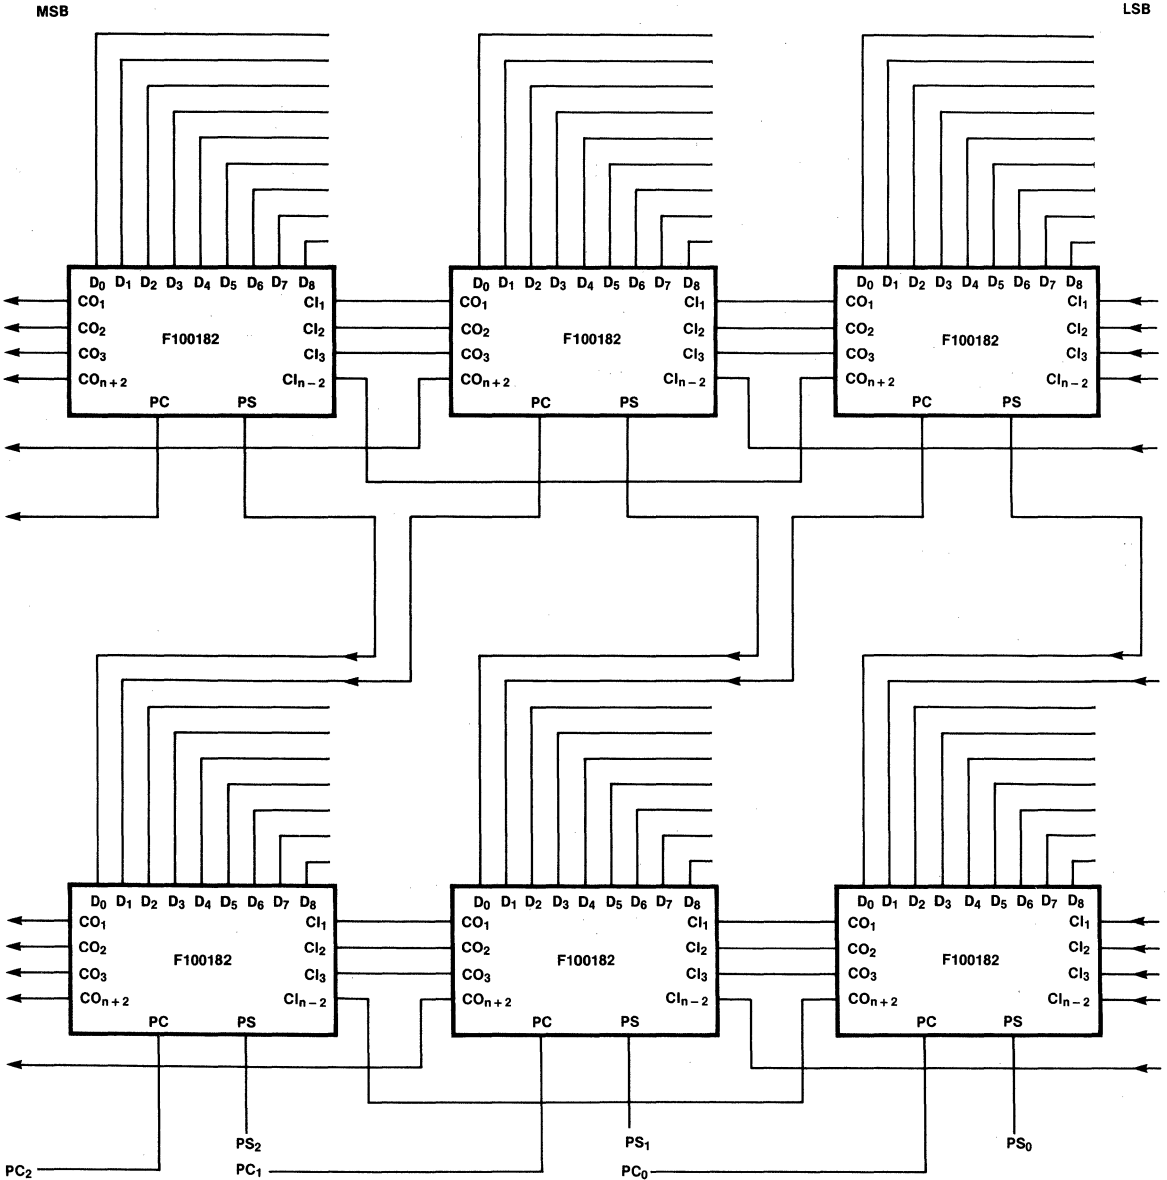 MSB LSB
D0 D1 D2 D3 D4 D5 D6 D7 D8 D0 D1 D2 D3 D4 D5 D6 D7 D8 D0 D1 D2 D3 D4 D5 D6 D7 D8
CO1 CI1 CO1 CI1 CO1 CI1
CO2 CI2 CO2 CI2 CO2 CI2
F100182 F100182 F100182
CO3 CI3 CO3 CI3 CO3 CI3
COn+2 CIn−2 COn+2 CIn−2 COn+2 CIn−2
PC PS PC PS PC PS
D0 D1 D2 D3 D4 D5 D6 D7 D8 D0 D1 D2 D3 D4 D5 D6 D7 D8 D0 D1 D2 D3 D4 D5 D6 D7 D8
CO1 CI1 CO1 CI1 CO1 CI1
CO2 CI2 CO2 CI2 CO2 CI2
F100182 F100182 F100182
CO3 CI3 CO3 CI3 CO3 CI3
COn+2 CIn−2 COn+2 CIn−2 COn+2 CIn−2
PC PS PC PS PC PS
PS2 PS1 PS0
PC2 PC1 PC0